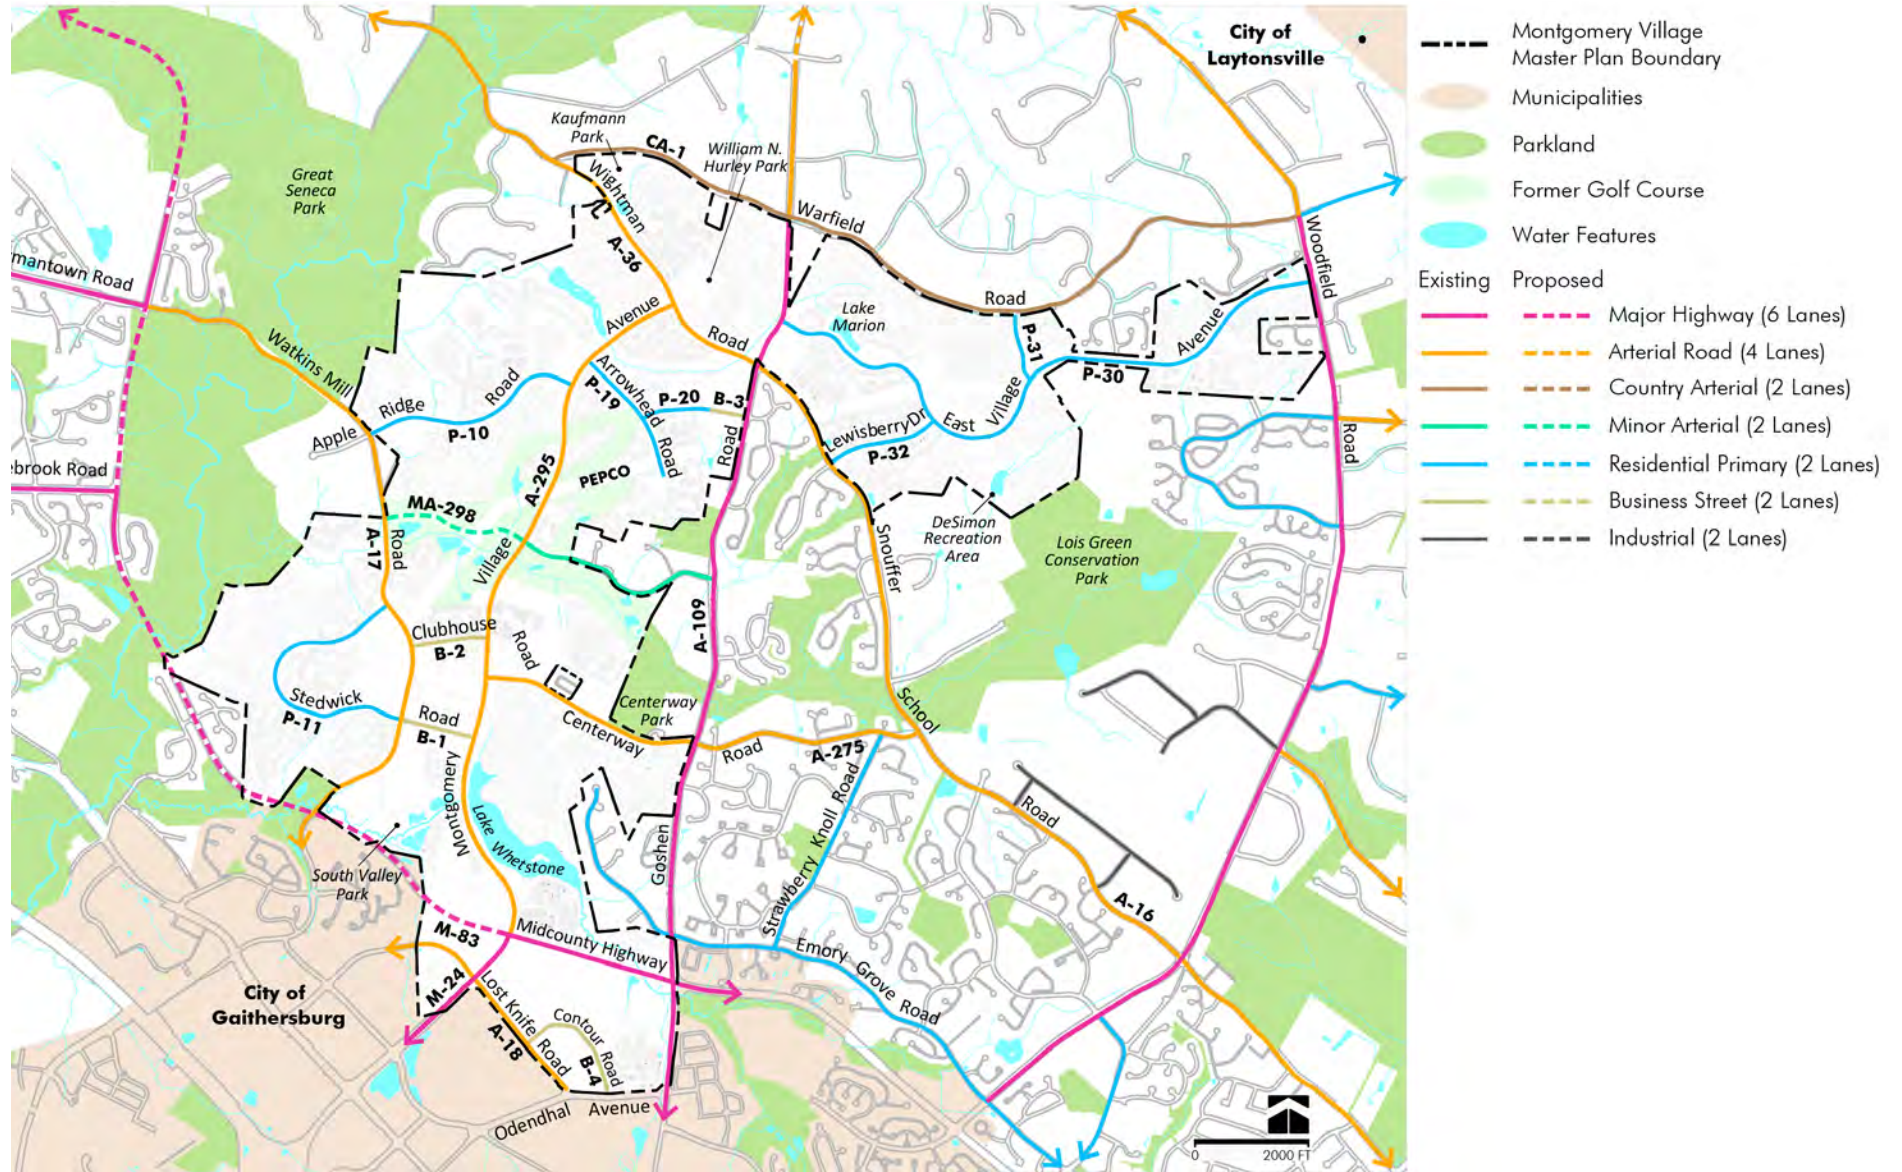 City of
Laytonsville
Kaufmann
Park
CA-1
William N.
Hurley Park
Great
Seneca
Park
Wightman
Warfield
Woodfield
A-36
rmantown Road
Road
Lake
Marion
Avenue
Road
P-31
Avenue
Watkins Mill
Arrowhead
P-30
Ridge
Road
P-19
P-20
B-3
Village
Apple
P-10
Lewisberry Dr
East
Road
Road
ebrook Road
Road
P-32
A-295
PEPCO
MA-298
DeSimon
Recreation
Area
Lois Green
Conservation
Park
A-17
Road
Snouffer
Village
A-109
Clubhouse
B-2
Road
Stedwick
P-11
Road
B-1
Centerway
Park
Centerway
School
Road
A-275
Montgomery
Lake
Whetstone
Road
Strawberry Knoll Road
Goshen
South Valley
Park
A-16
M-83
Midcounty Highway
Emory Grove Road
City of
Gaithersburg
M-24
Lost Knife
Road
A-18
Contour Road
B-4
Odendhal Avenue
0 2000 FT
Montgomery Village
Master Plan Boundary
Municipalities
Parkland
Former Golf Course
Water Features
Existing Proposed
Major Highway (6 Lanes)
Arterial Road (4 Lanes)
Country Arterial (2 Lanes)
Minor Arterial (2 Lanes)
Residential Primary (2 Lanes)
Business Street (2 Lanes)
Industrial (2 Lanes)